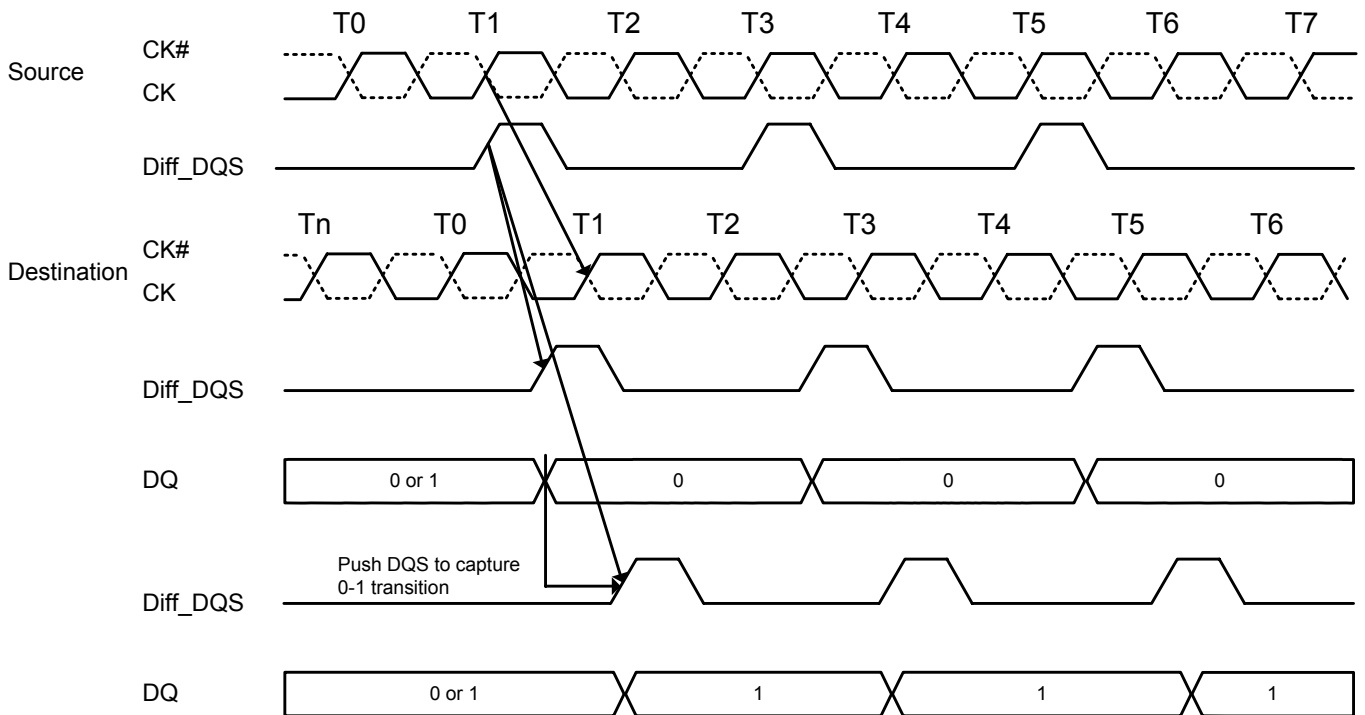 T0 T1 T2 T3 T4 T5 T6 T7
CK#
Source
CK
Diff_DQS
Tn T0 T1 T2 T3 T4 T5 T6
CK#
Destination
CK
Diff_DQS
DQ 0 or 1 0 0 0
Push DQS to capture
0-1 transition
Diff_DQS
DQ 0 or 1 1 1 1